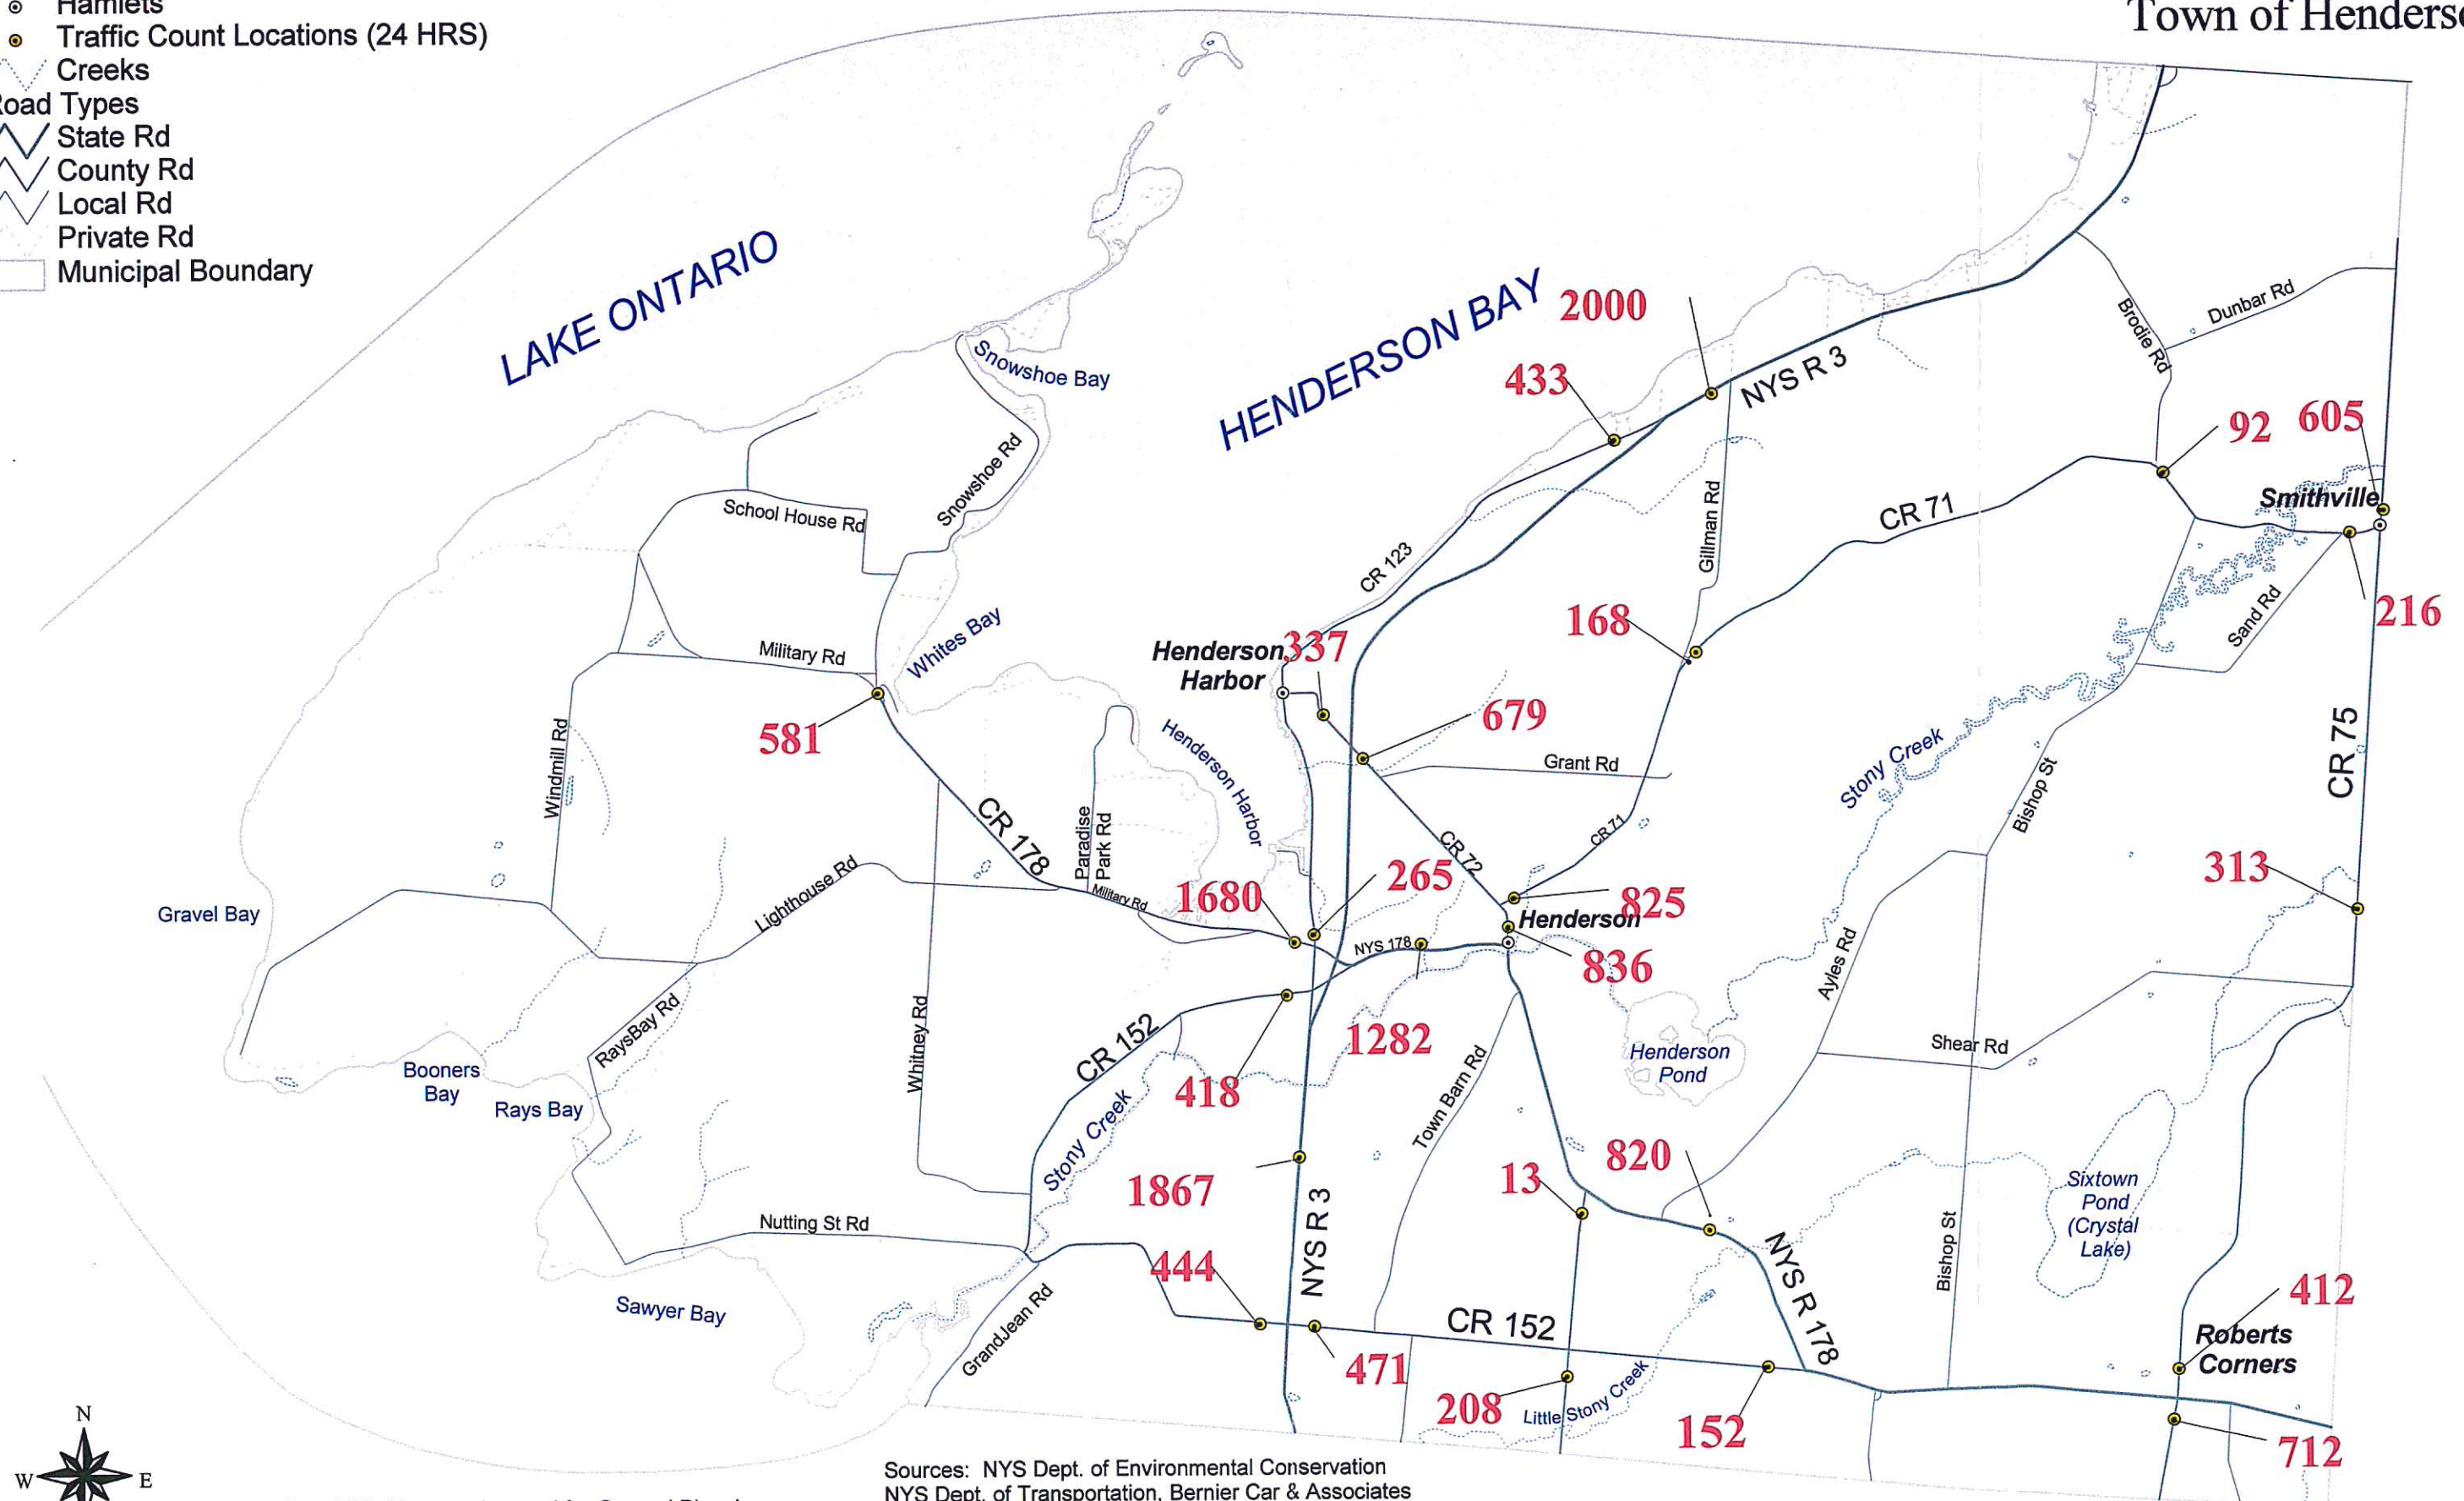 Hamlets
Town of Henders
Traffic Count Locations (24 HRS)
Creeks
Road Types
State Rd
County Rd
Local Rd
Private Rd
Municipal Boundary
LAKE ONTARIO
HENDERSON BAY
2000
433
NYS R 3
Snowshoe Bay
Snowshoe Rd
School House Rd
Brodie Rd
Dunbar Rd
92
605
Smithville
CR 71
Gillman Rd
CR 123
216
Sand Rd
168
Military Rd
Whites Bay
Henderson
Harbor
337
581
Windmill Rd
Henderson Harbor
679
Grant Rd
Stony Creek
CR 75
Bishop St
CR 178
Paradise
Park Rd
CR 72
CR 71
Lighthouse Rd
Military Rd
1680
265
825
Henderson
313
Gravel Bay
NYS 178
836
Ayles Rd
RaysBay Rd
Whitney Rd
CR 152
1282
418
Town Barn Rd
Henderson
Pond
Shear Rd
Booners
Bay
Rays Bay
Stony Creek
1867
13
820
Sixtown
Pond
(Crystal
Lake)
Nutting St Rd
NYS R 3
444
NYS R 178
Bishop St
412
Sawyer Bay
GrandJean Rd
CR 152
Roberts
Corners
471
208
Little Stony Creek
152
712
N
W
E
Sources: NYS Dept. of Environmental Conservation
NYS Dept. of Transportation, Bernier Car & Associates